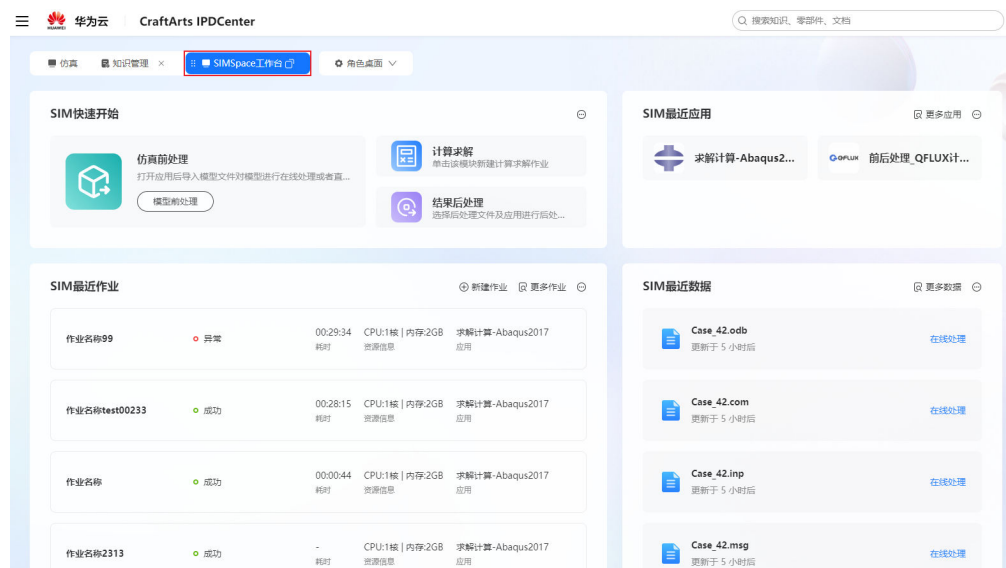 HUAWEI 华为云 CraftArts IPDCenter 搜索知识、零部件、文档
仿真 知识管理 × SIMSpace工作台 角色桌面
SIM快速开始
仿真前处理
打开应用后导入模型文件对模型进行在线处理或者直...
模型前处理
计算求解
单击该模块新建计算求解作业
结果后处理
选择后处理文件及应用进行后处...
SIM最近应用 更多应用
求解计算-Abaqus2...
QFLUX 前后处理_QFLUX计...
SIM最近作业 新建作业 更多作业
作业名称99 异常 00:29:34 CPU:1核 | 内存:2GB 求解计算-Abaqus2017
耗时 资源信息 应用
作业名称test00233 成功 00:28:15 CPU:1核 | 内存:2GB 求解计算-Abaqus2017
耗时 资源信息 应用
作业名称 成功 00:00:44 CPU:1核 | 内存:2GB 求解计算-Abaqus2017
耗时 资源信息 应用
作业名称2313 成功 - CPU:1核 | 内存:2GB 求解计算-Abaqus2017
耗时 资源信息 应用
SIM最近数据 更多数据
Case_42.odb
更新于 5 小时后
在线处理
Case_42.com
更新于 5 小时后
在线处理
Case_42.inp
更新于 5 小时后
在线处理
Case_42.msg
更新于 5 小时后
在线处理